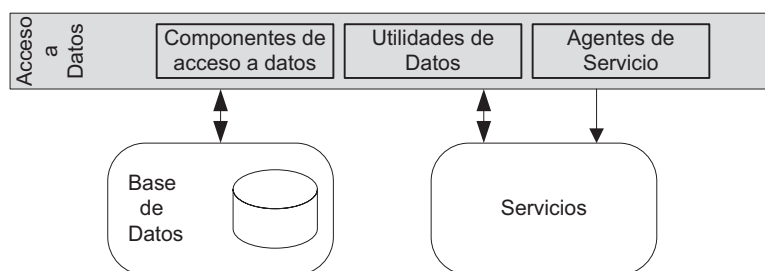 Acceso
a
Datos
Componentes de
acceso a datos
Utilidades de
Datos
Agentes de
Servicio
Base
de
Datos
Servicios